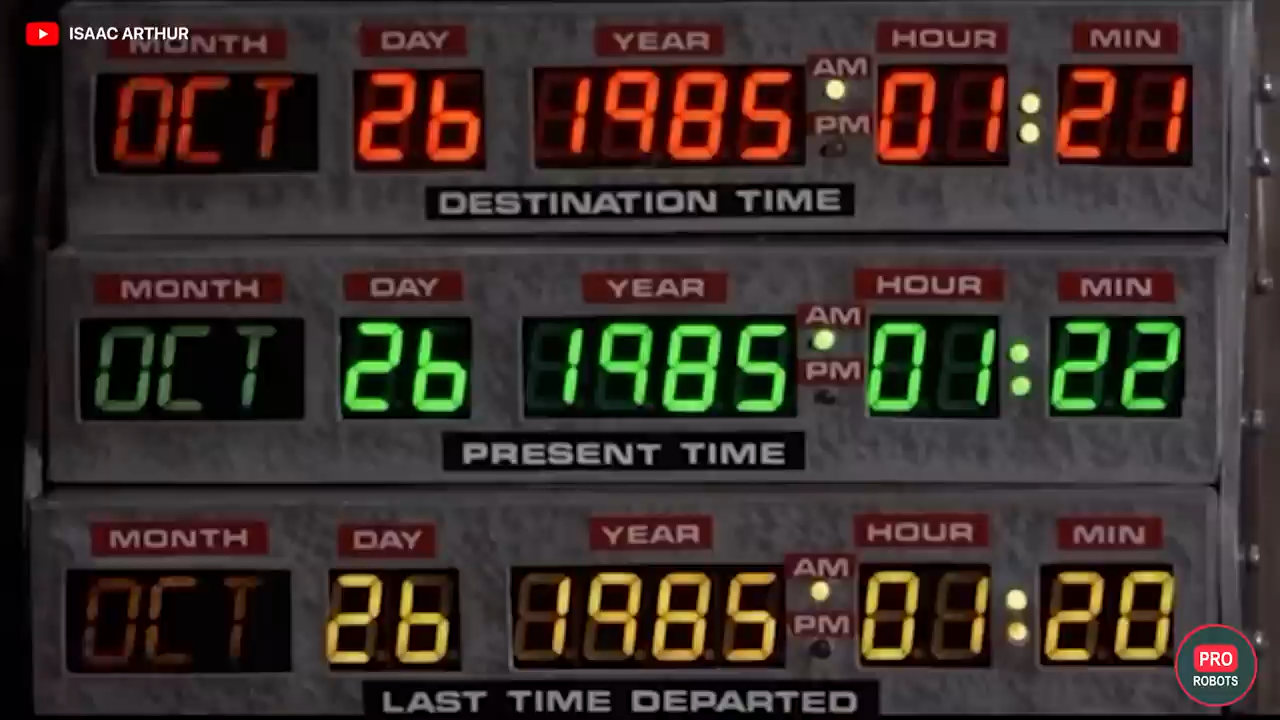 ISAAC ARTHUR
MONTH DAY YEAR HOUR MIN
OCT 26 1985 AM PM 01:21
DESTINATION TIME
MONTH DAY YEAR HOUR MIN
OCT 26 1985 AM PM 01:22
PRESENT TIME
MONTH DAY YEAR HOUR MIN
OCT 26 1985 AM PM 01:20
LAST TIME DEPARTED
PRO
ROBOTS